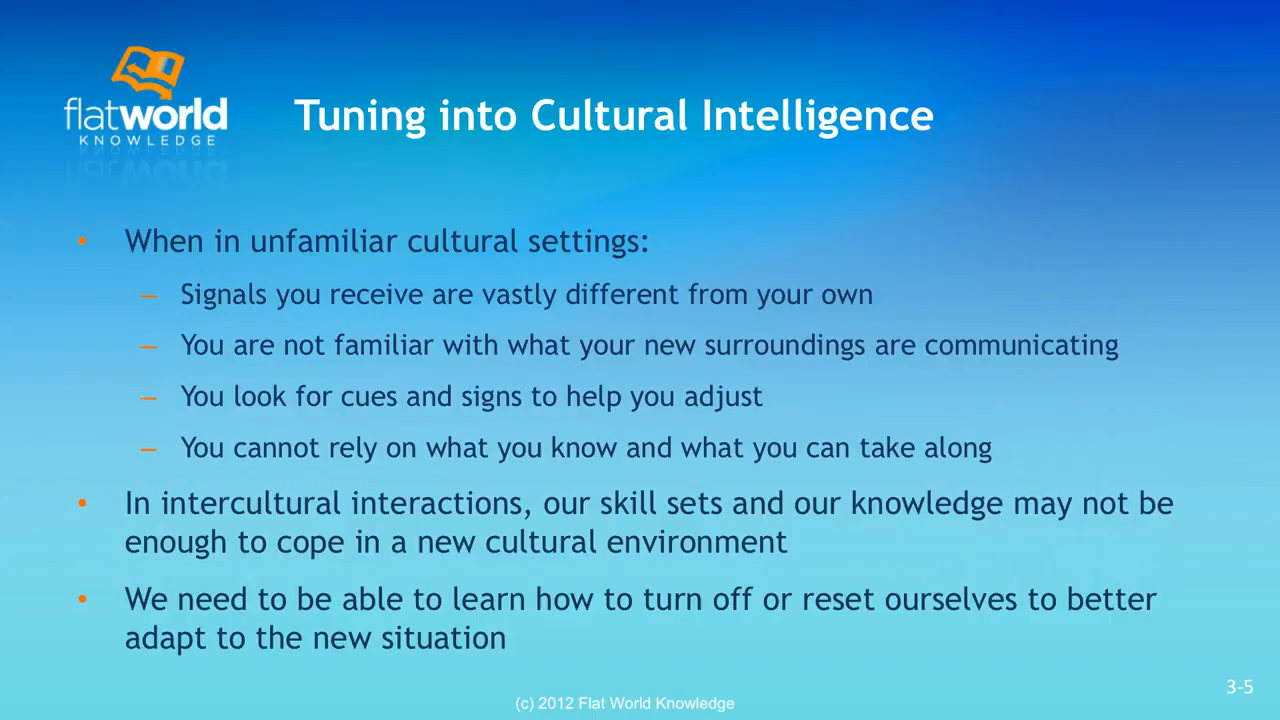 flatworld
KNOWLEDGE
Tuning into Cultural Intelligence
• When in unfamiliar cultural settings:
– Signals you receive are vastly different from your own
– You are not familiar with what your new surroundings are communicating
– You look for cues and signs to help you adjust
– You cannot rely on what you know and what you can take along
• In intercultural interactions, our skill sets and our knowledge may not be
enough to cope in a new cultural environment
• We need to be able to learn how to turn off or reset ourselves to better
adapt to the new situation
3-5
(c) 2012 Flat World Knowledge